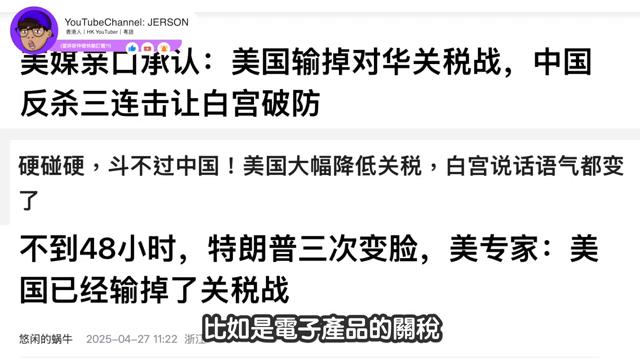 YouTubeChannel: JERSON
香港人｜HK YouTuber｜粵語
美媒亲口承认：美国输掉对华关税战，中国
反杀三连击让白宫破防
硬碰硬，斗不过中国！美国大幅降低关税，白宫说话语气都变
了
不到48小时，特朗普三次变脸，美专家：美
国已经输掉了关税战
悠闲的蜗牛 2025-04-27 11:22 浙江
比如是電子產品的關稅